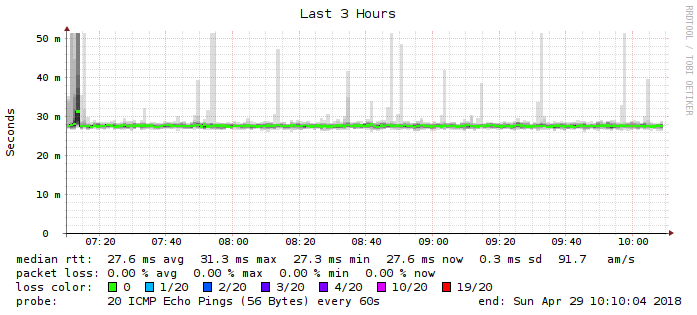 Last 3 Hours
RRDTOOL / TOBI OETIKER
Seconds
50 m
40 m
30 m
20 m
10 m
0
07:20 07:40 08:00 08:20 08:40 09:00 09:20 09:40 10:00
median rtt: 27.6 ms avg 31.3 ms max 27.3 ms min 27.6 ms now 0.3 ms sd 91.7 am/s
packet loss: 0.00 % avg 0.00 % max 0.00 % min 0.00 % now
loss color: 0 1/20 2/20 3/20 4/20 10/20 19/20
probe: 20 ICMP Echo Pings (56 Bytes) every 60s end: Sun Apr 29 10:10:04 2018